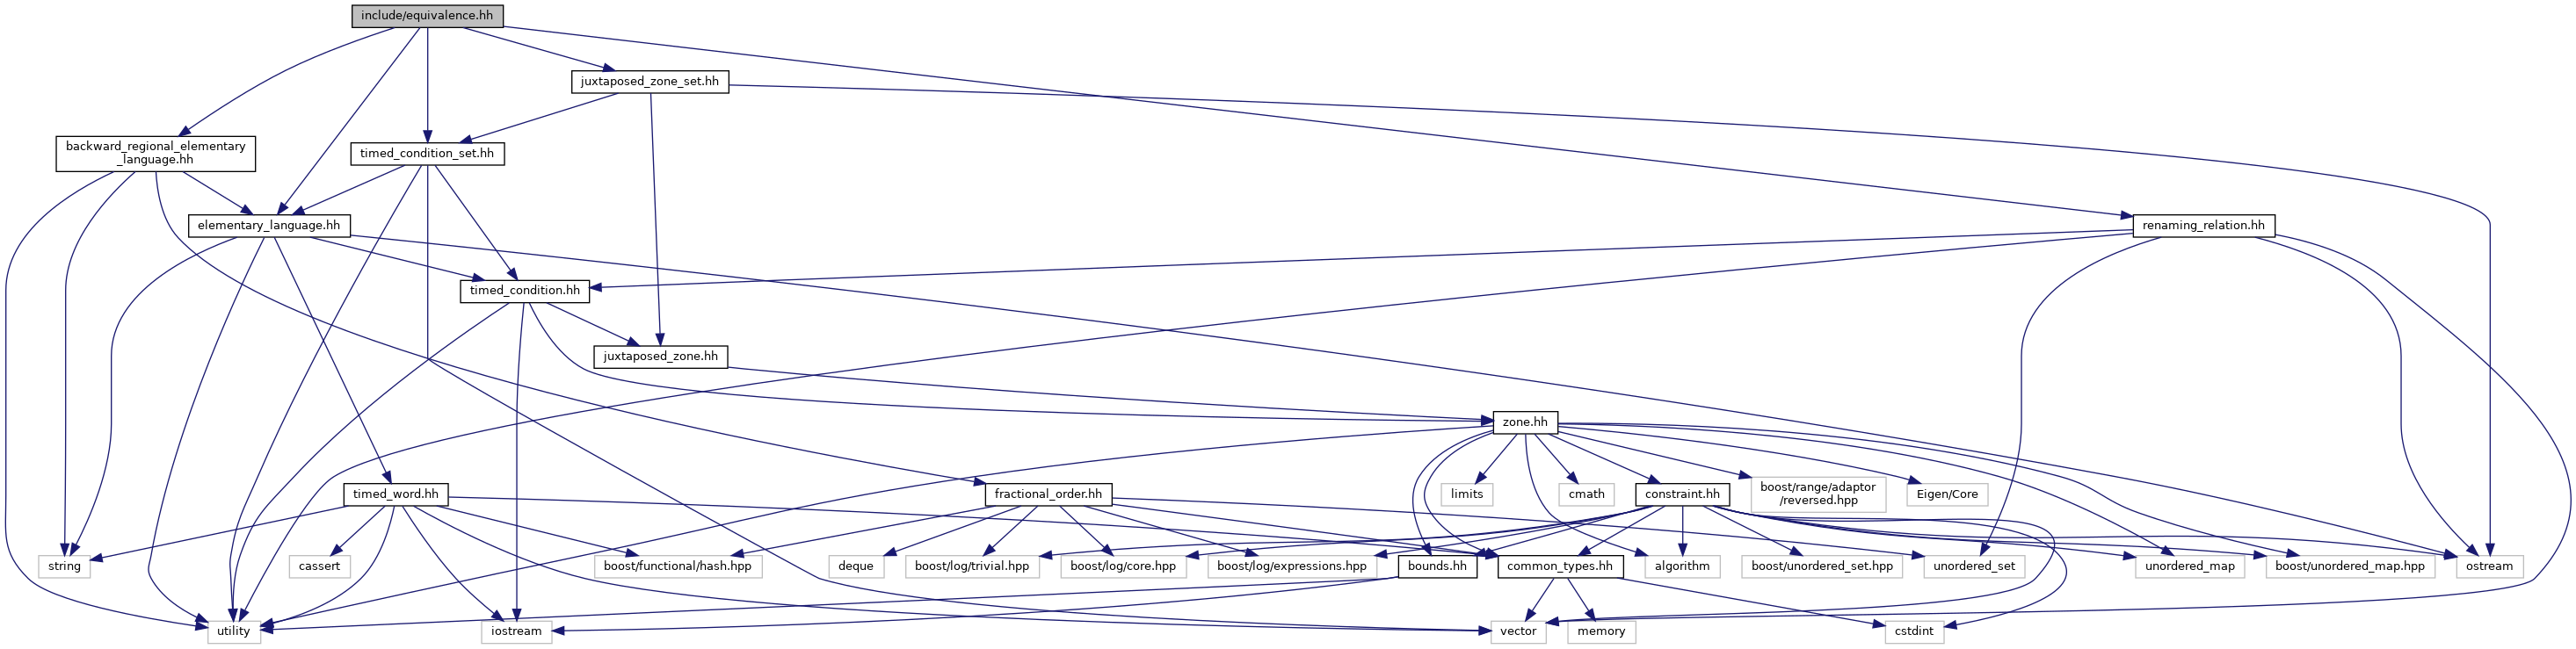 include/equivalence.hh
juxtaposed_zone_set.hh
backward_regional_elementary
_language.hh
timed_condition_set.hh
elementary_language.hh
renaming_relation.hh
timed_condition.hh
juxtaposed_zone.hh
zone.hh
timed_word.hh
fractional_order.hh
limits
cmath
constraint.hh
boost/range/adaptor
/reversed.hpp
Eigen/Core
string
cassert
boost/functional/hash.hpp
deque
boost/log/trivial.hpp
boost/log/core.hpp
boost/log/expressions.hpp
bounds.hh
common_types.hh
algorithm
boost/unordered_set.hpp
unordered_set
unordered_map
boost/unordered_map.hpp
ostream
utility
iostream
vector
memory
cstdint